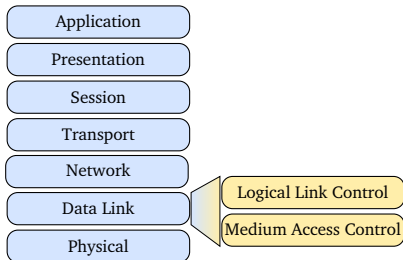 Application
Presentation
Session
Transport
Network
Data Link
Physical
Logical Link Control
Medium Access Control